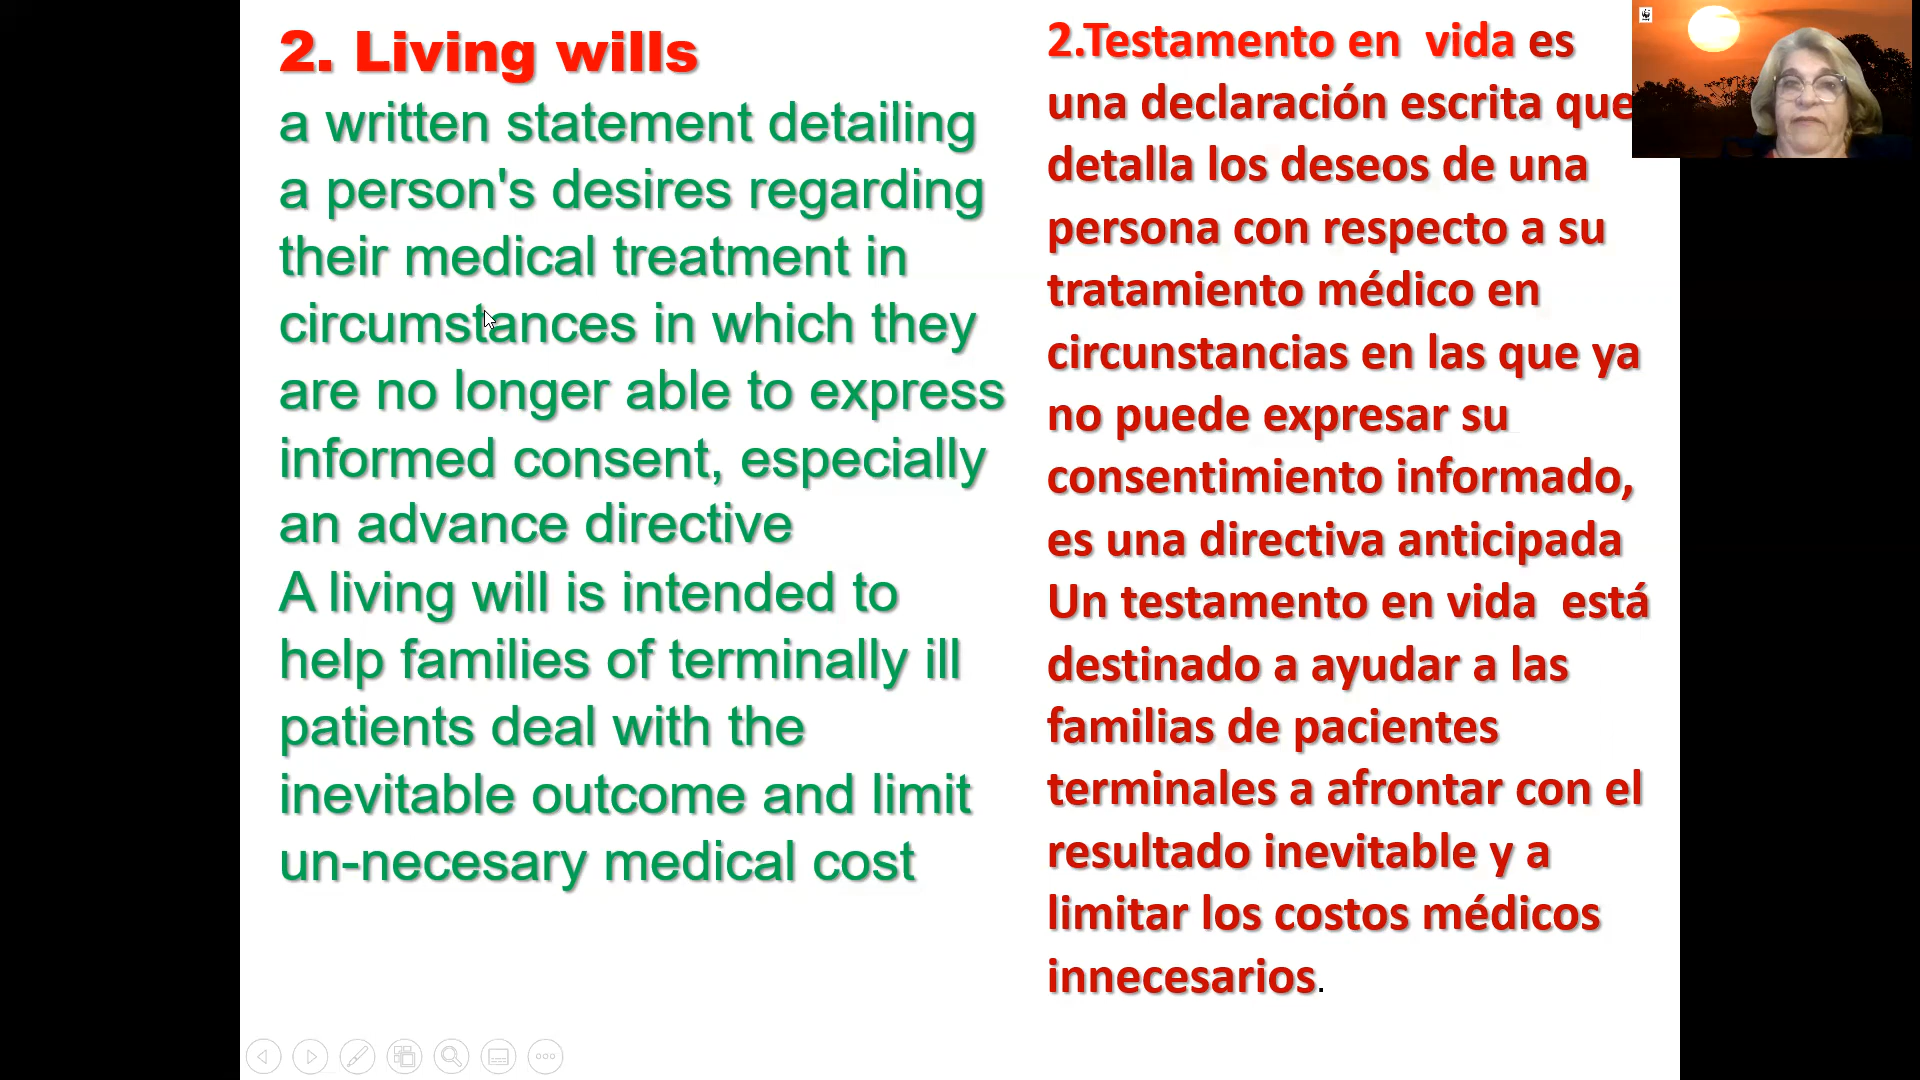 2. Living wills
a written statement detailing
a person's desires regarding
their medical treatment in
circumstances in which they
are no longer able to express
informed consent, especially
an advance directive
A living will is intended to
help families of terminally ill
patients deal with the
inevitable outcome and limit
un-necesary medical cost
2.Testamento en vida es
una declaración escrita que
detalla los deseos de una
persona con respecto a su
tratamiento médico en
circunstancias en las que ya
no puede expresar su
consentimiento informado,
es una directiva anticipada
Un testamento en vida está
destinado a ayudar a las
familias de pacientes
terminales a afrontar con el
resultado inevitable y a
limitar los costos médicos
innecesarios.